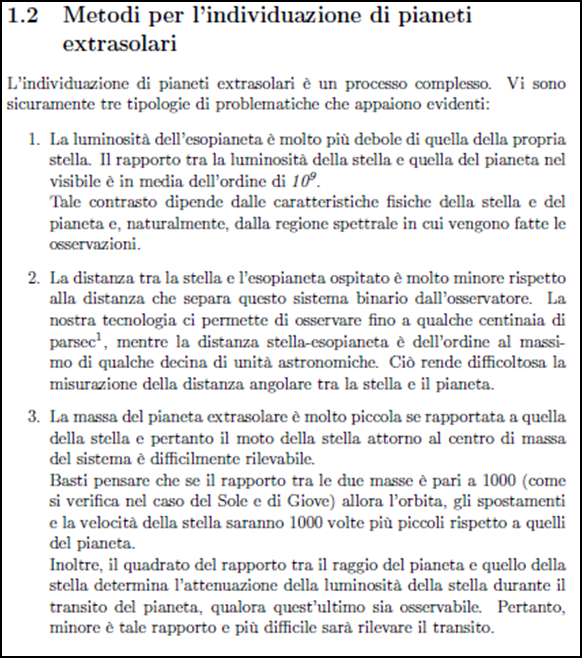 1.2 Metodi per l'individuazione di pianeti
extrasolari
L'individuazione di pianeti extrasolari è un processo complesso. Vi sono
sicuramente tre tipologie di problematiche che appaiono evidenti:
1. La luminosità dell'esopianeta è molto più debole di quella della propria
stella. Il rapporto tra la luminosità della stella e quella del pianeta nel
visibile è in media dell'ordine di 10⁹.
Tale contrasto dipende dalle caratteristiche fisiche della stella e del
pianeta e, naturalmente, dalla regione spettrale in cui vengono fatte le
osservazioni.
2. La distanza tra la stella e l'esopianeta ospitato è molto minore rispetto
alla distanza che separa questo sistema binario dall'osservatore. La
nostra tecnologia ci permette di osservare fino a qualche centinaia di
parsec¹, mentre la distanza stella-esopianeta è dell'ordine al massi-
mo di qualche decina di unità astronomiche. Ciò rende difficoltosa la
misurazione della distanza angolare tra la stella e il pianeta.
3. La massa del pianeta extrasolare è molto piccola se rapportata a quella
della stella e pertanto il moto della stella attorno al centro di massa
del sistema è difficilmente rilevabile.
Basti pensare che se il rapporto tra le due masse è pari a 1000 (come
si verifica nel caso del Sole e di Giove) allora l'orbita, gli spostamenti
e la velocità della stella saranno 1000 volte più piccoli rispetto a quelli
del pianeta.
Inoltre, il quadrato del rapporto tra il raggio del pianeta e quello della
stella determina l'attenuazione della luminosità della stella durante il
transito del pianeta, qualora quest'ultimo sia osservabile. Pertanto,
minore è tale rapporto e più difficile sarà rilevare il transito.